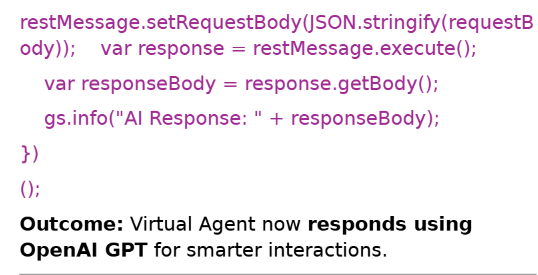 restMessage.setRequestBody(JSON.stringify(requestB
ody));    var response = restMessage.execute();
var responseBody = response.getBody();
gs.info("AI Response: " + responseBody);
})
();
Outcome: Virtual Agent now responds using
OpenAI GPT for smarter interactions.